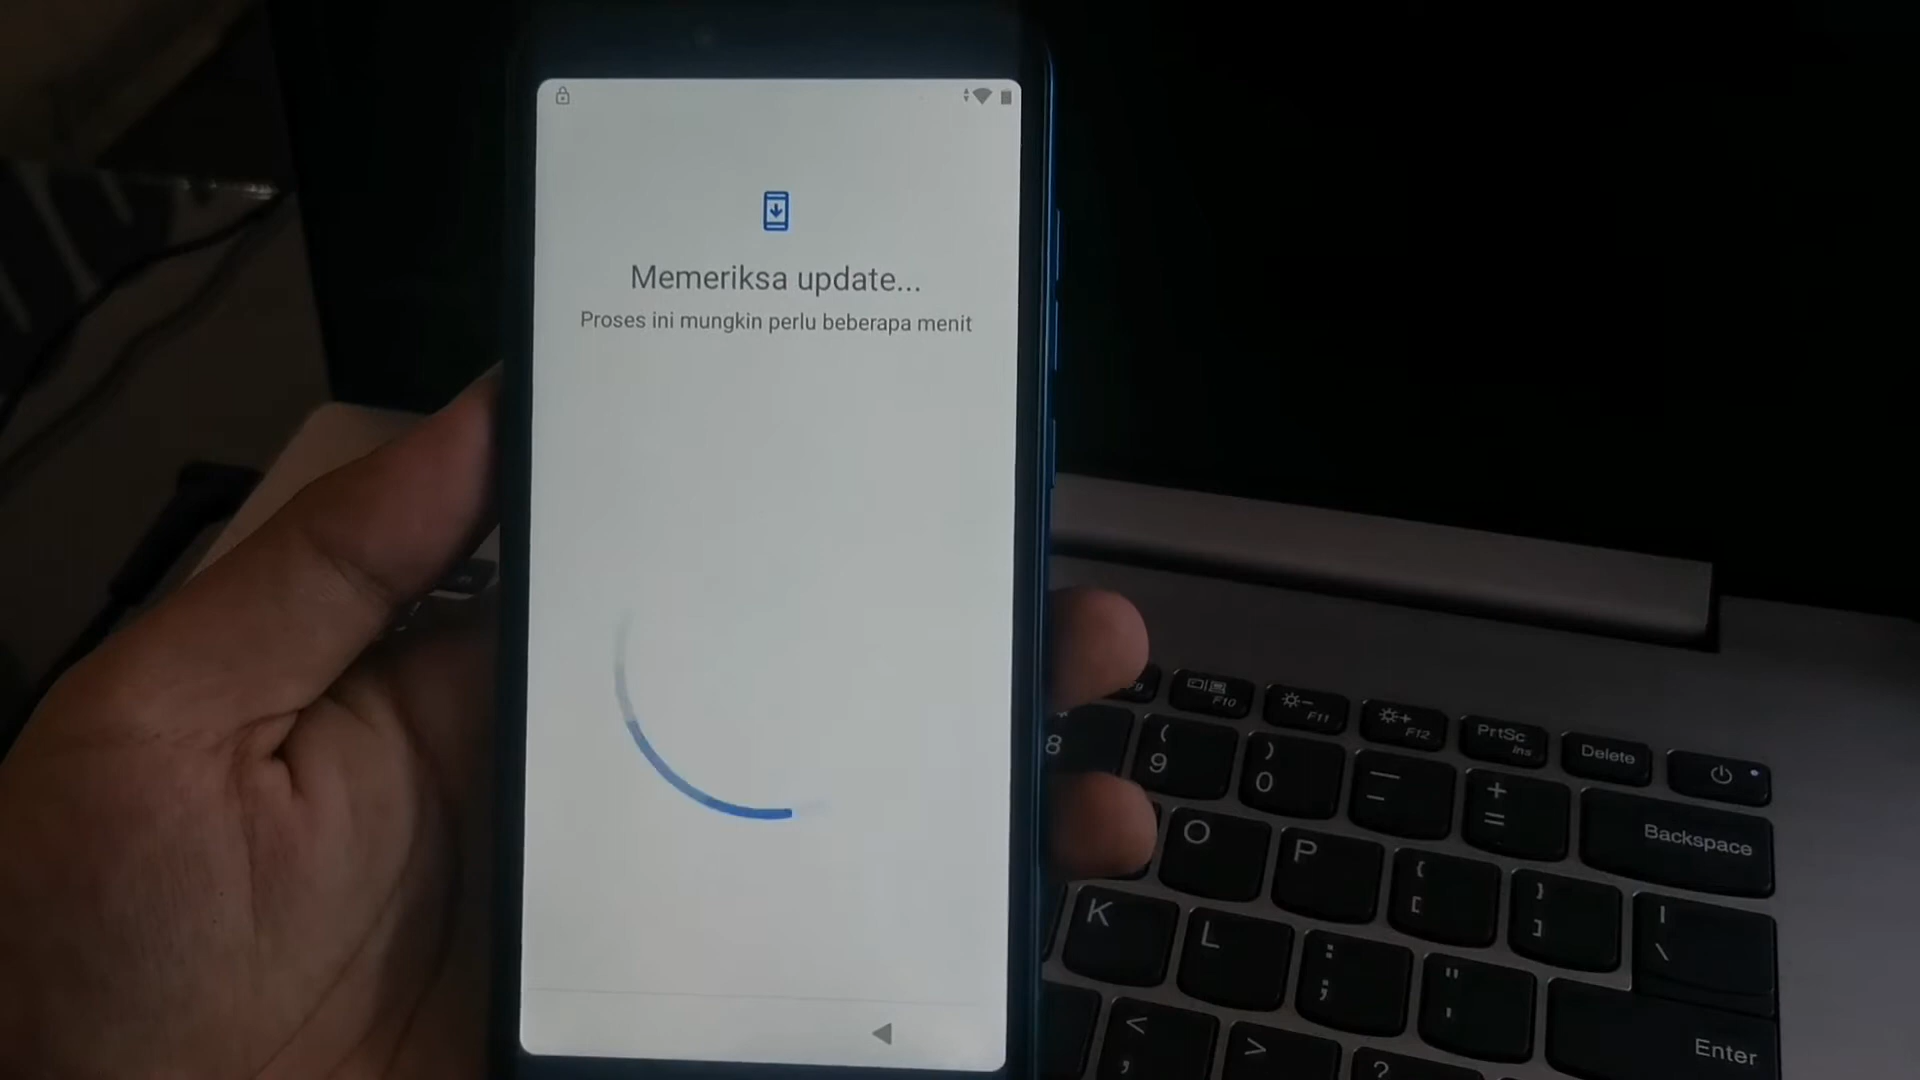 Memeriksa update...
Proses ini mungkin perlu beberapa menit
F10
F11
F12
PrtSc
Ins
Delete
8
(
9
)
0
—
-
+
=
Backspace
O
P
{
[
}
]
|
\
K
L
:
;
"
'
Enter
<
,
>
?